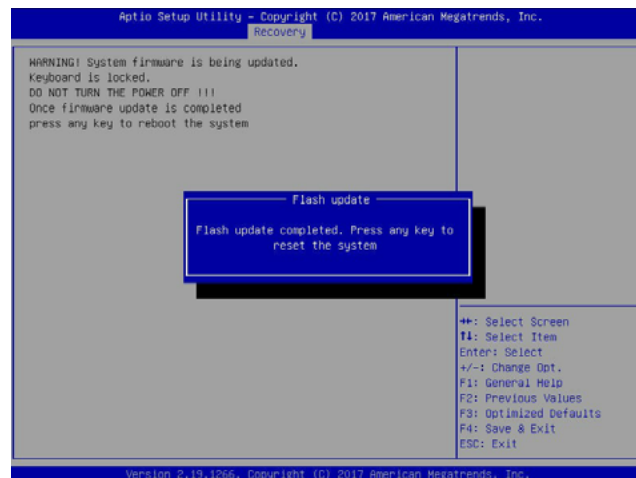 Aptio Setup Utility – Copyright (C) 2017 American Megatrends, Inc.
Recovery
WARNING! System firmware is being updated.
Keyboard is locked.
DO NOT TURN THE POWER OFF !!!
Once firmware update is completed
press any key to reboot the system
Flash update
Flash update completed. Press any key to
reset the system
↔: Select Screen
↑↓: Select Item
Enter: Select
+/-: Change Opt.
F1: General Help
F2: Previous Values
F3: Optimized Defaults
F4: Save & Exit
ESC: Exit
Version 2.19.1266. Copyright (C) 2017 American Megatrends, Inc.